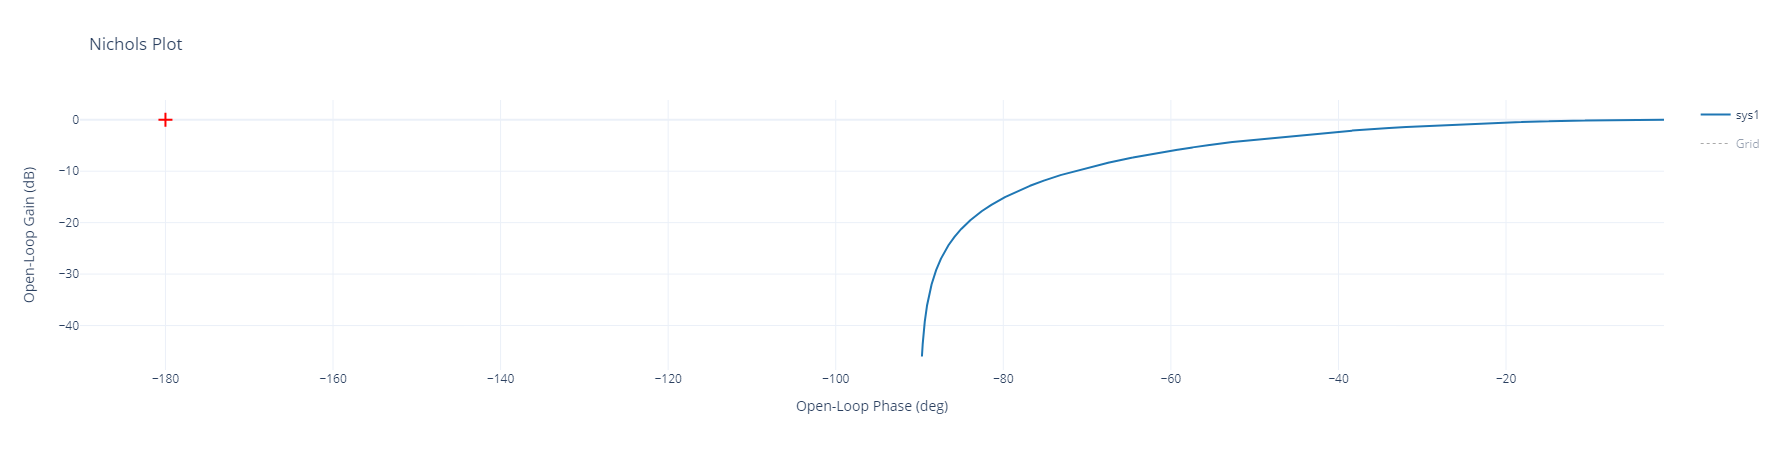 Nichols Plot
0
−10
−20
−30
−40
Open-Loop Gain (dB)
−180
−160
−140
−120
−100
−80
−60
−40
−20
Open-Loop Phase (deg)
sys1
Grid